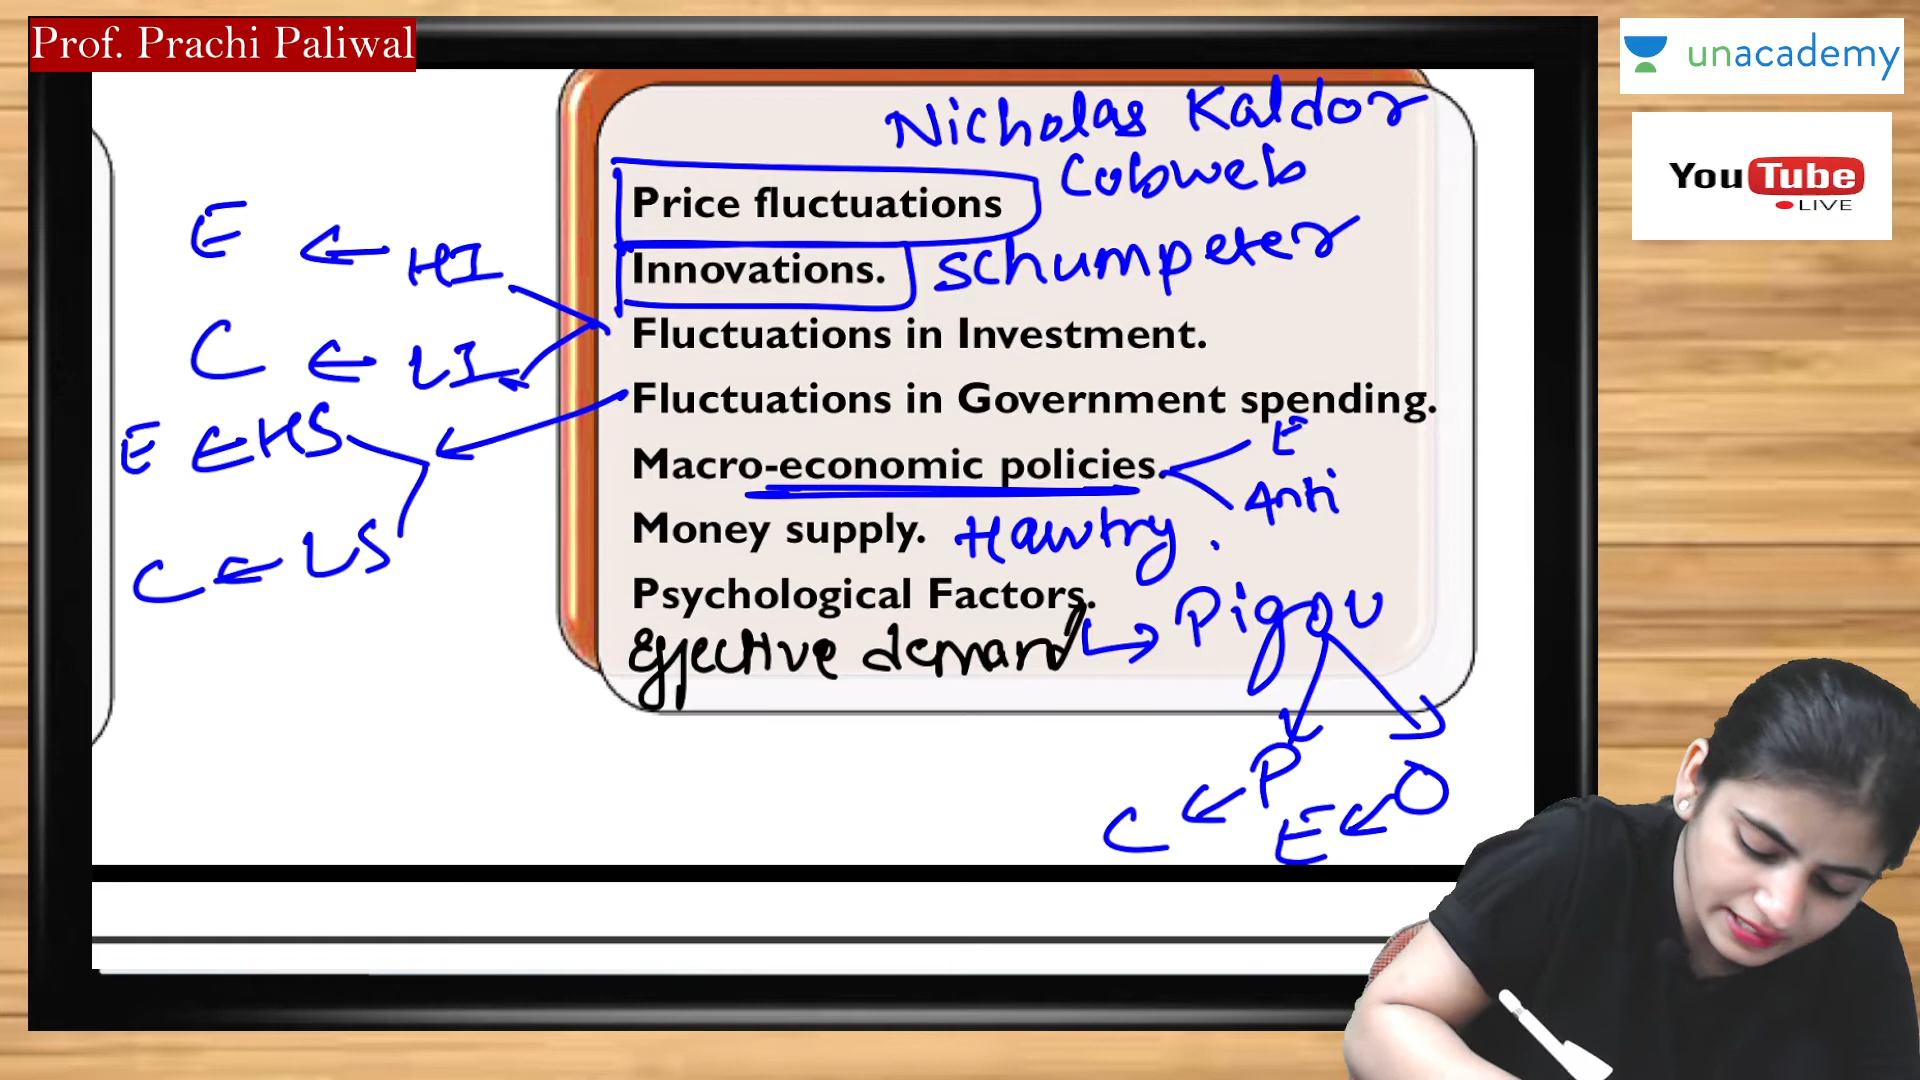 Prof. Prachi Paliwal
unacademy
YouTube
LIVE
Nicholas Kaldor
Cobweb
Price fluctuations
Innovations. Schumpeter
Fluctuations in Investment.
E ← HI
C ← LI
Fluctuations in Government spending.
E ← HS
C ← LS
Macro-economic policies.
E
Anti
Money supply. Hawtry.
Psychological Factors.
→ Pigou
Effective demand
C ← P
E ← O